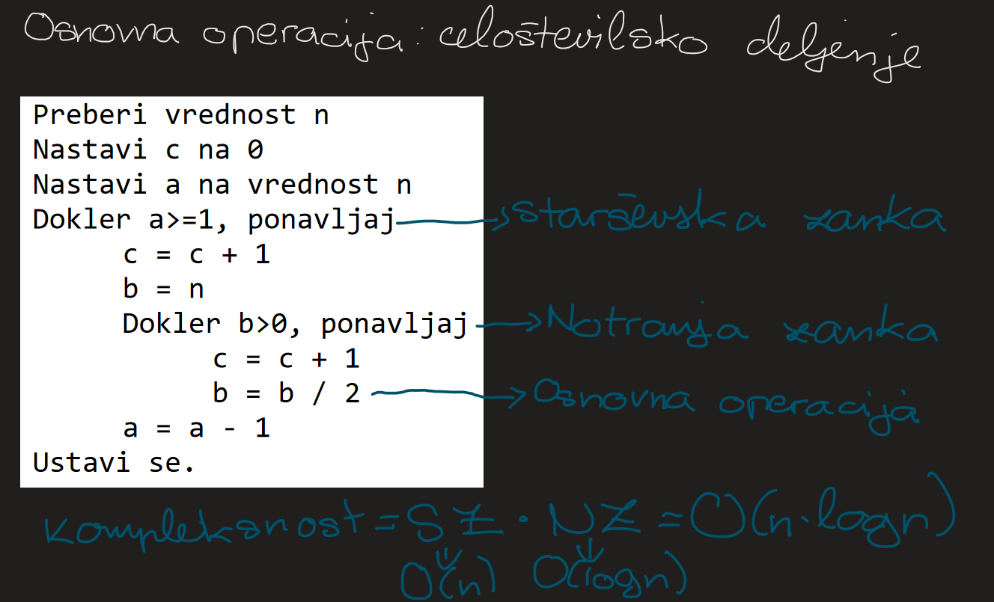 Osnovna operacija: celoštevilsko deljenje
Preberi vrednost n
Nastavi c na 0
Nastavi a na vrednost n
Dokler a>=1, ponavljaj → starševska zanka
c = c + 1
b = n
Dokler b>0, ponavljaj → Notranja zanka
c = c + 1
b = b / 2 → Osnovna operacija
a = a - 1
Ustavi se.
Kompleksnost = SZ · NZ = O(n·logn)
O(n) O(logn)